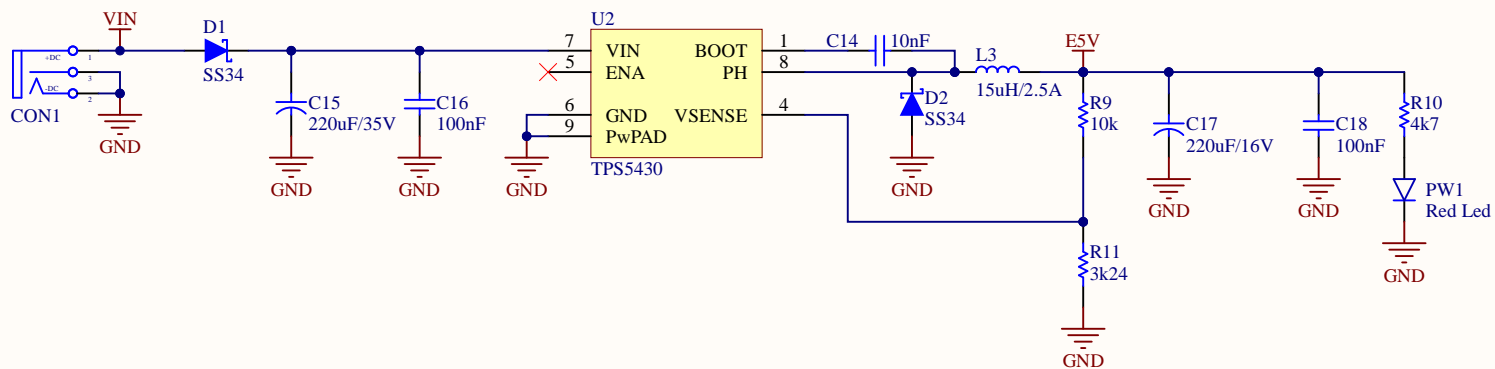 VIN
+DC
1
3
-DC
2
CON1
GND
D1
SS34
C15
220uF/35V
GND
C16
100nF
GND
U2
7
VIN
5
ENA
6
GND
9
PwPAD
GND
BOOT
1
PH
8
VSENSE
4
TPS5430
C14
10nF
D2
SS34
GND
L3
15uH/2.5A
E5V
R9
10k
R11
3k24
GND
C17
220uF/16V
GND
C18
100nF
GND
R10
4k7
PW1
Red Led
GND